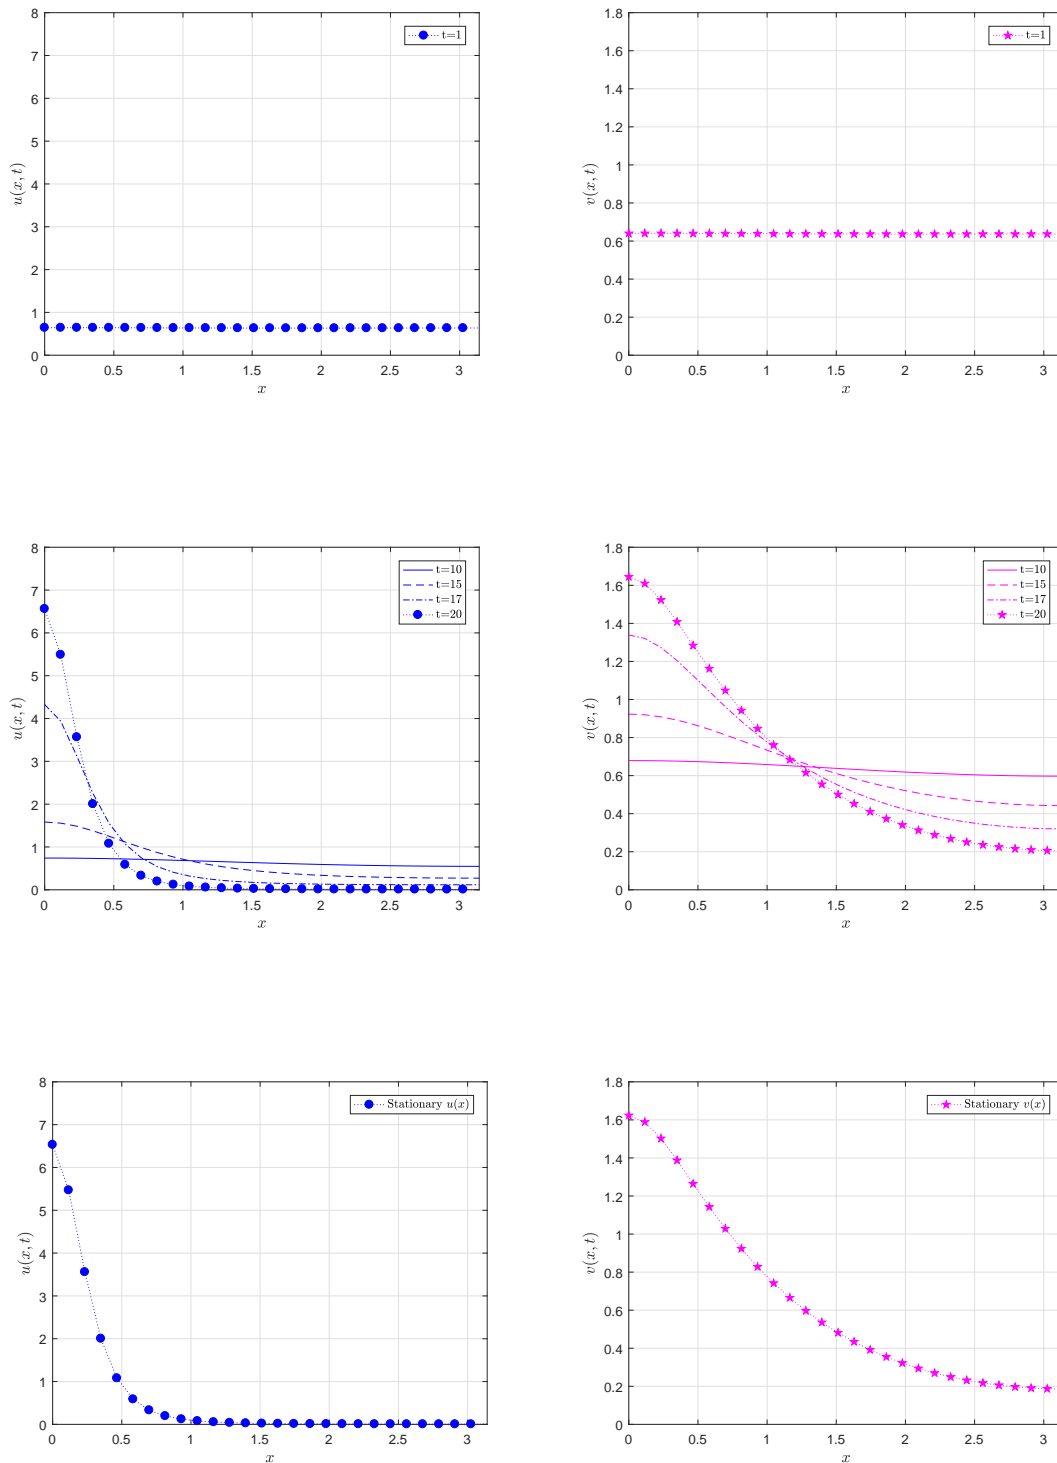 8
7
6
5
4
3
2
1
0
u(x, t)
0 0.5 1 1.5 2 2.5 3
x
t=1
1.8
1.6
1.4
1.2
1
0.8
0.6
0.4
0.2
0
v(x, t)
0 0.5 1 1.5 2 2.5 3
x
t=1
8
7
6
5
4
3
2
1
0
u(x, t)
0 0.5 1 1.5 2 2.5 3
x
t=10
t=15
t=17
t=20
1.8
1.6
1.4
1.2
1
0.8
0.6
0.4
0.2
0
v(x, t)
0 0.5 1 1.5 2 2.5 3
x
t=10
t=15
t=17
t=20
8
7
6
5
4
3
2
1
0
u(x, t)
0 0.5 1 1.5 2 2.5 3
x
Stationary u(x)
1.8
1.6
1.4
1.2
1
0.8
0.6
0.4
0.2
0
v(x, t)
0 0.5 1 1.5 2 2.5 3
x
Stationary v(x)